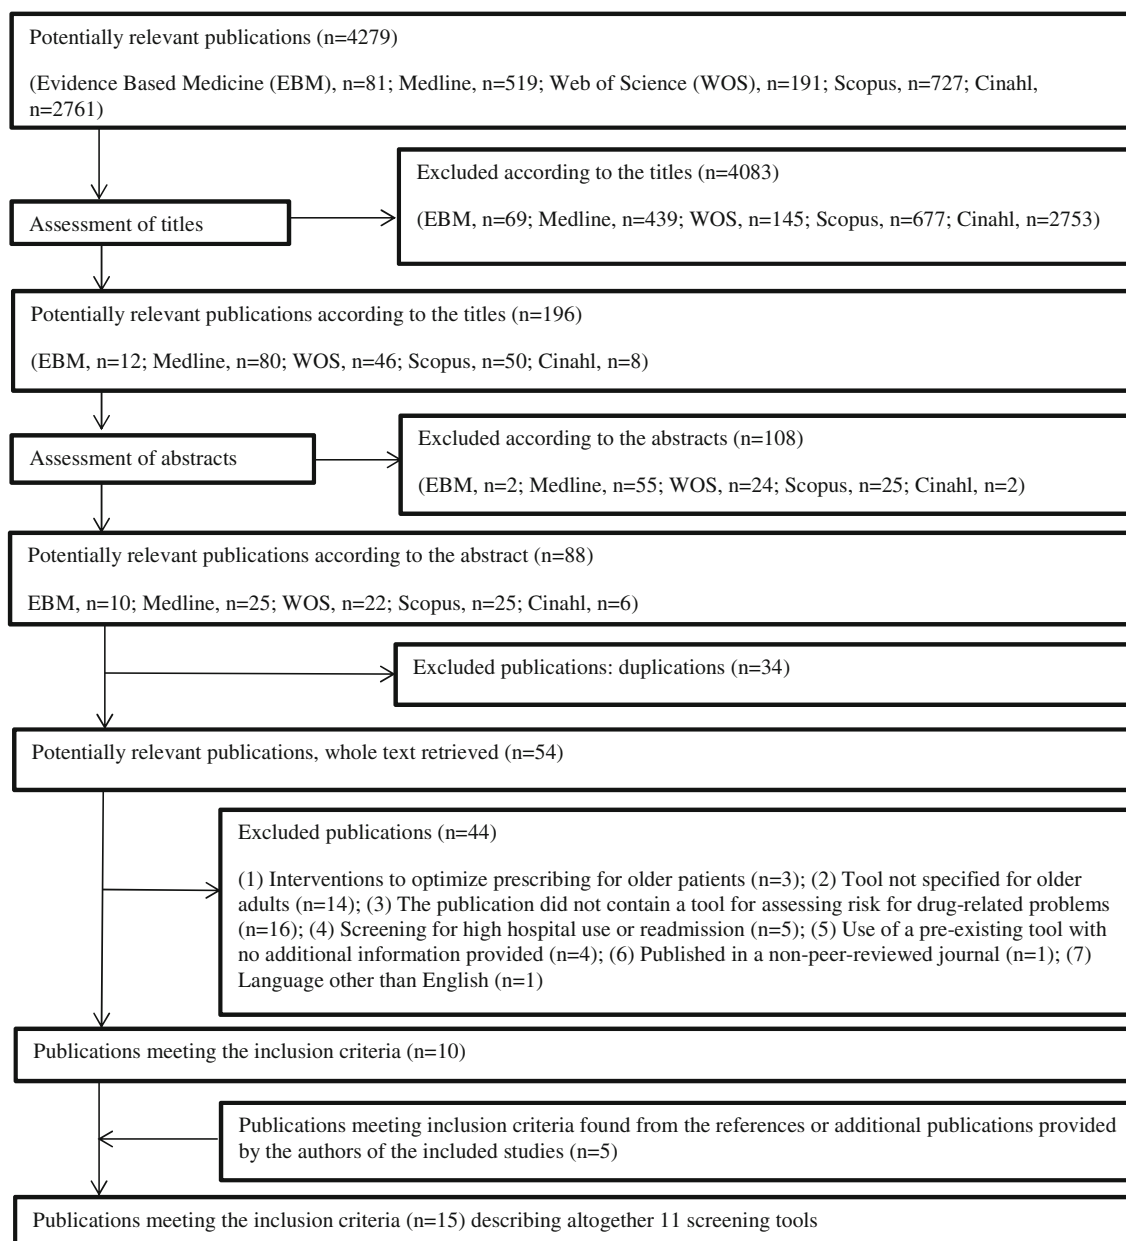 Potentially relevant publications (n=4279)
(Evidence Based Medicine (EBM), n=81; Medline, n=519; Web of Science (WOS), n=191; Scopus, n=727; Cinahl,
n=2761)
Excluded according to the titles (n=4083)
(EBM, n=69; Medline, n=439; WOS, n=145; Scopus, n=677; Cinahl, n=2753)
Assessment of titles
Potentially relevant publications according to the titles (n=196)
(EBM, n=12; Medline, n=80; WOS, n=46; Scopus, n=50; Cinahl, n=8)
Excluded according to the abstracts (n=108)
(EBM, n=2; Medline, n=55; WOS, n=24; Scopus, n=25; Cinahl, n=2)
Assessment of abstracts
Potentially relevant publications according to the abstract (n=88)
EBM, n=10; Medline, n=25; WOS, n=22; Scopus, n=25; Cinahl, n=6)
Excluded publications: duplications (n=34)
Potentially relevant publications, whole text retrieved (n=54)
Excluded publications (n=44)
(1) Interventions to optimize prescribing for older patients (n=3); (2) Tool not specified for older
adults (n=14); (3) The publication did not contain a tool for assessing risk for drug-related problems
(n=16); (4) Screening for high hospital use or readmission (n=5); (5) Use of a pre-existing tool with
no additional information provided (n=4); (6) Published in a non-peer-reviewed journal (n=1); (7)
Language other than English (n=1)
Publications meeting the inclusion criteria (n=10)
Publications meeting inclusion criteria found from the references or additional publications provided
by the authors of the included studies (n=5)
Publications meeting the inclusion criteria (n=15) describing altogether 11 screening tools